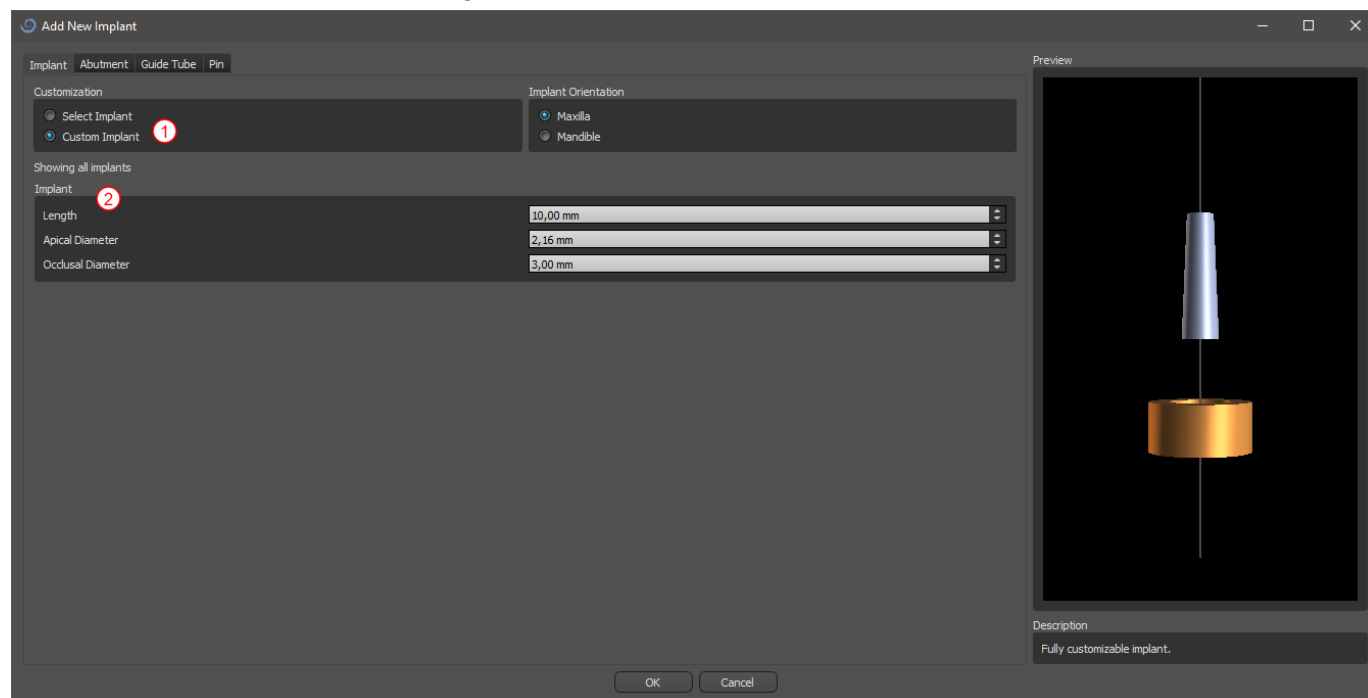 Add New Implant
Implant Abutment Guide Tube Pin
Customization
Select Implant
Custom Implant 1
Implant Orientation
Maxilla
Mandible
Showing all implants
Implant
2
Length 10,00 mm
Apical Diameter 2,16 mm
Occlusal Diameter 3,00 mm
Preview
Description
Fully customizable implant.
OK Cancel